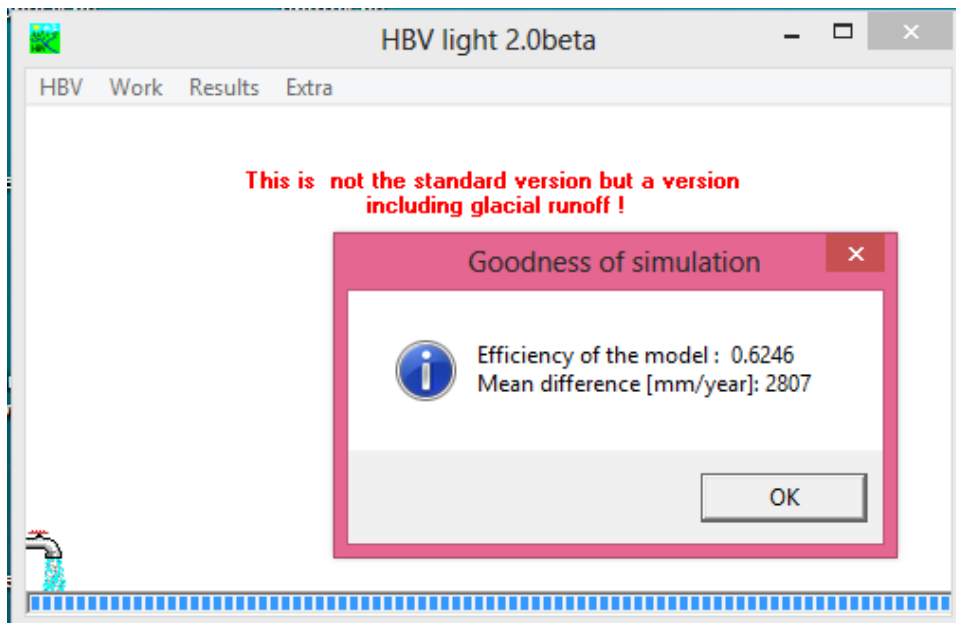 HBV light 2.0beta
HBV Work Results Extra
This is not the standard version but a version
including glacial runoff !
Goodness of simulation
Efficiency of the model : 0.6246
Mean difference [mm/year]: 2807
OK